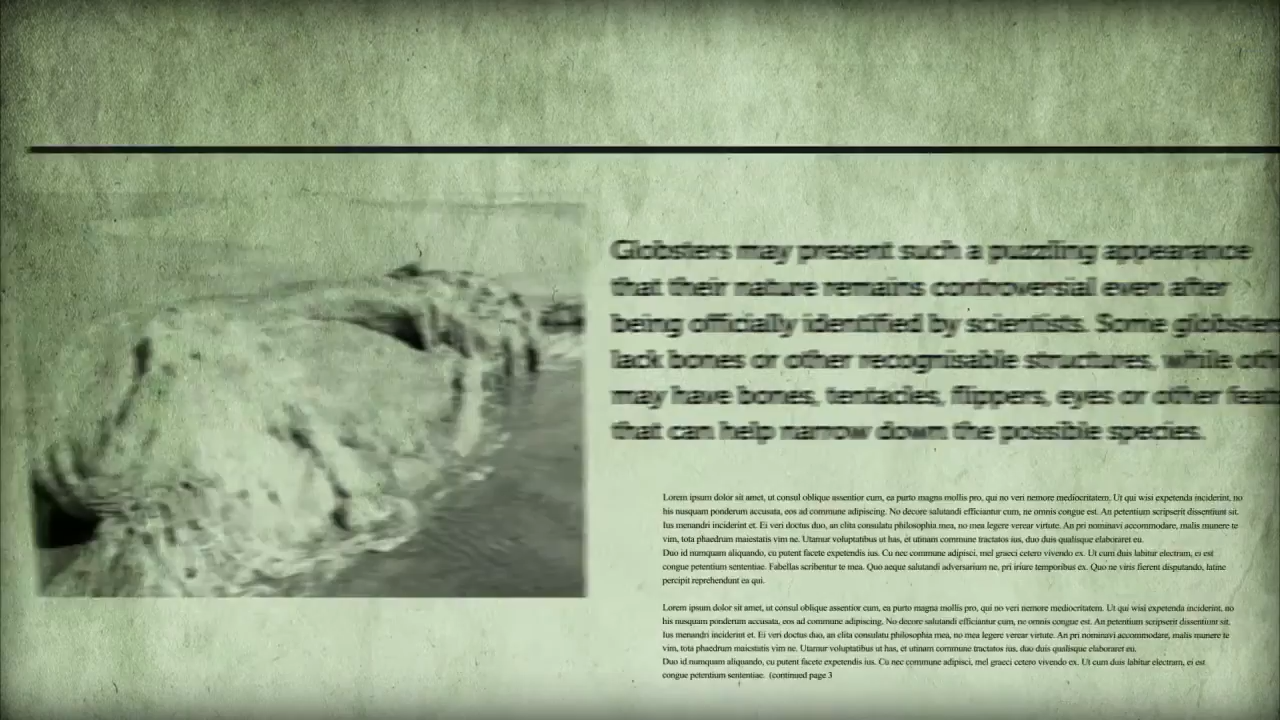 Globsters may present such a puzzling appearance
that their nature remains controversial even after
being officially identified by scientists. Some globsters
lack bones or other recognisable structures, while oth
may have bones, tentacles, flippers, eyes or other feat
that can help narrow down the possible species.
Lorem ipsum dolor sit amet, ut consul oblique assentior cum, ea purto magna mollis pro, qui no veri nemore mediocritatem. Ut qui wisi expetenda inciderint, no
his nusquam ponderum accusata, eos ad commune adipiscing. No decore salutandi efficiantur cum, ne omnis congue est. An petentium scripserit dissentiunt sit.
Ius menandri inciderint et. Ei veri doctus duo, an clita consulatu philosophia mea, no mea legere verear virtute. An pri nominavi accommodare, malis munere te
vim, tota phaedrum maiestatis vim ne. Utamur voluptatibus ut has, et utinam commune tractatos ius, duo duis qualisque elaboraret eu.
Duo id numquam aliquando, cu putent facete expetendis ius. Cu nec commune adipisci, mel graeci cetero vivendo ex. Ut cum duis labitur electram, ei est
congue petentium sententiae. Fabellas scribentur te mea. Quo aeque salutandi adversarium ne, pri iriure temporibus ex. Quo ne viris fierent disputando, latine
percipit reprehendunt ea qui.
Lorem ipsum dolor sit amet, ut consul oblique assentior cum, ea purto magna mollis pro, qui no veri nemore mediocritatem. Ut qui wisi expetenda inciderint, no
his nusquam ponderum accusata, eos ad commune adipiscing. No decore salutandi efficiantur cum, ne omnis congue est. An petentium scripserit dissentiunt sit.
Ius menandri inciderint et. Ei veri doctus duo, an clita consulatu philosophia mea, no mea legere verear virtute. An pri nominavi accommodare, malis munere te
vim, tota phaedrum maiestatis vim ne. Utamur voluptatibus ut has, et utinam commune tractatos ius, duo duis qualisque elaboraret eu.
Duo id numquam aliquando, cu putent facete expetendis ius. Cu nec commune adipisci, mel graeci cetero vivendo ex. Ut cum duis labitur electram, ei est
congue petentium sententiae. (continued page 3